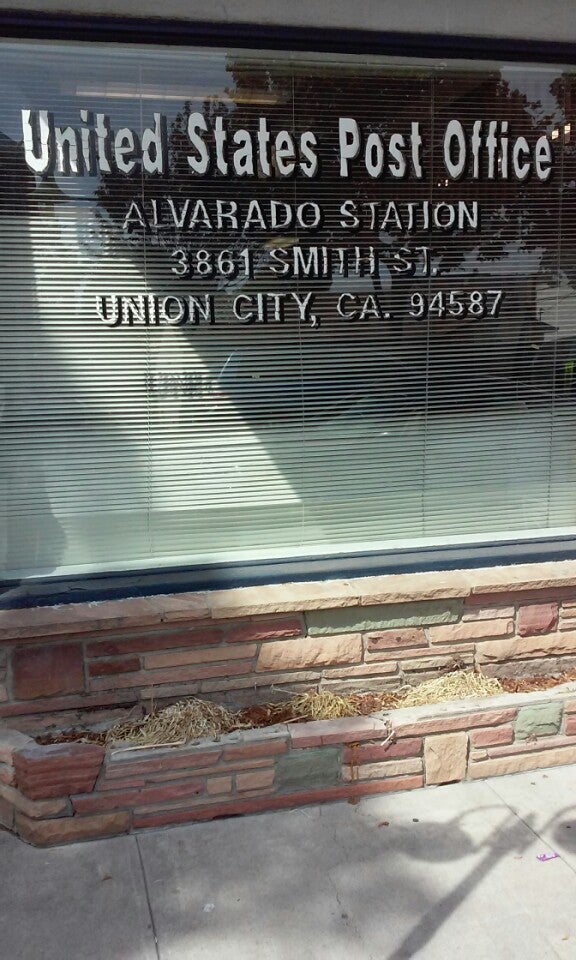 United States Post Office
ALVARADO STATION
3861 SMITH ST.
UNION CITY, CA. 94587